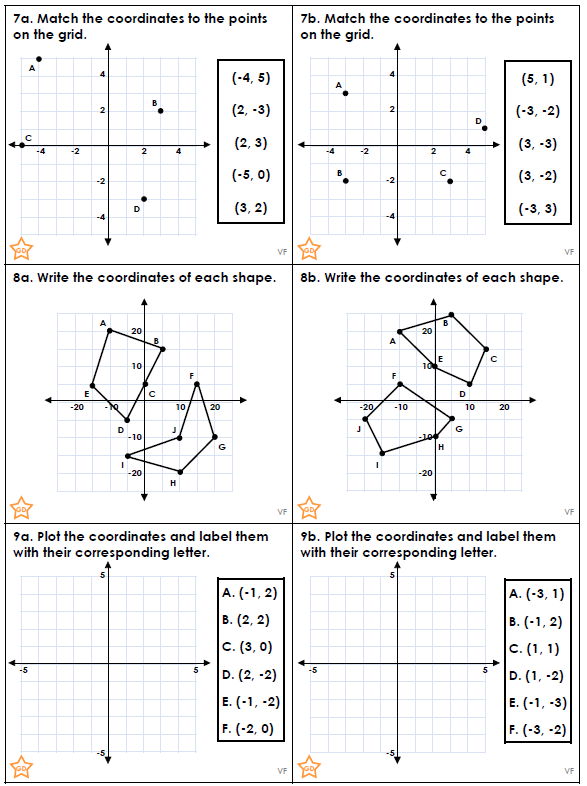 7a. Match the coordinates to the points
on the grid.
A
B
C
D
4
2
-4
-2
2
4
-2
-4
(-4, 5)
(2, -3)
(2, 3)
(-5, 0)
(3, 2)
GD
VF
7b. Match the coordinates to the points
on the grid.
A
D
B
C
4
2
-4
-2
2
4
-2
-4
(5, 1)
(-3, -2)
(3, -3)
(3, -2)
(-3, 3)
GD
VF
8a. Write the coordinates of each shape.
A
20
B
10
F
E
C
-20
-10
10
20
D
J
-10
G
I
-20
H
GD
VF
8b. Write the coordinates of each shape.
B
20
A
E
10
C
F
D
-20
-10
10
20
J
G
-10
H
I
-20
GD
VF
9a. Plot the coordinates and label them
with their corresponding letter.
5
-5
5
-5
A. (-1, 2)
B. (2, 2)
C. (3, 0)
D. (2, -2)
E. (-1, -2)
F. (-2, 0)
GD
VF
9b. Plot the coordinates and label them
with their corresponding letter.
5
-5
5
-5
A. (-3, 1)
B. (-1, 2)
C. (1, 1)
D. (1, -2)
E. (-1, -3)
F. (-3, -2)
GD
VF